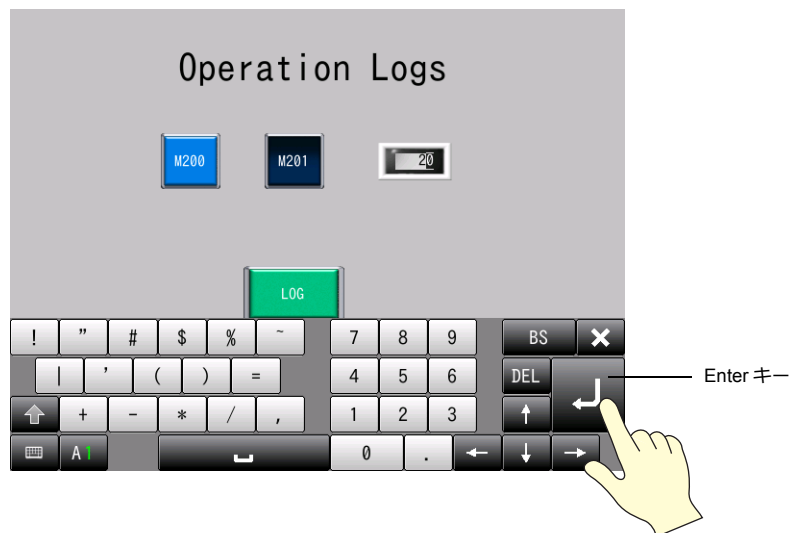 Operation Logs
M200 M201 20
LOG
! " # $ % ~ 7 8 9 BS
| ' ( ) = 4 5 6 DEL
+ - * / , 1 2 3
A1 0 .
Enter キー